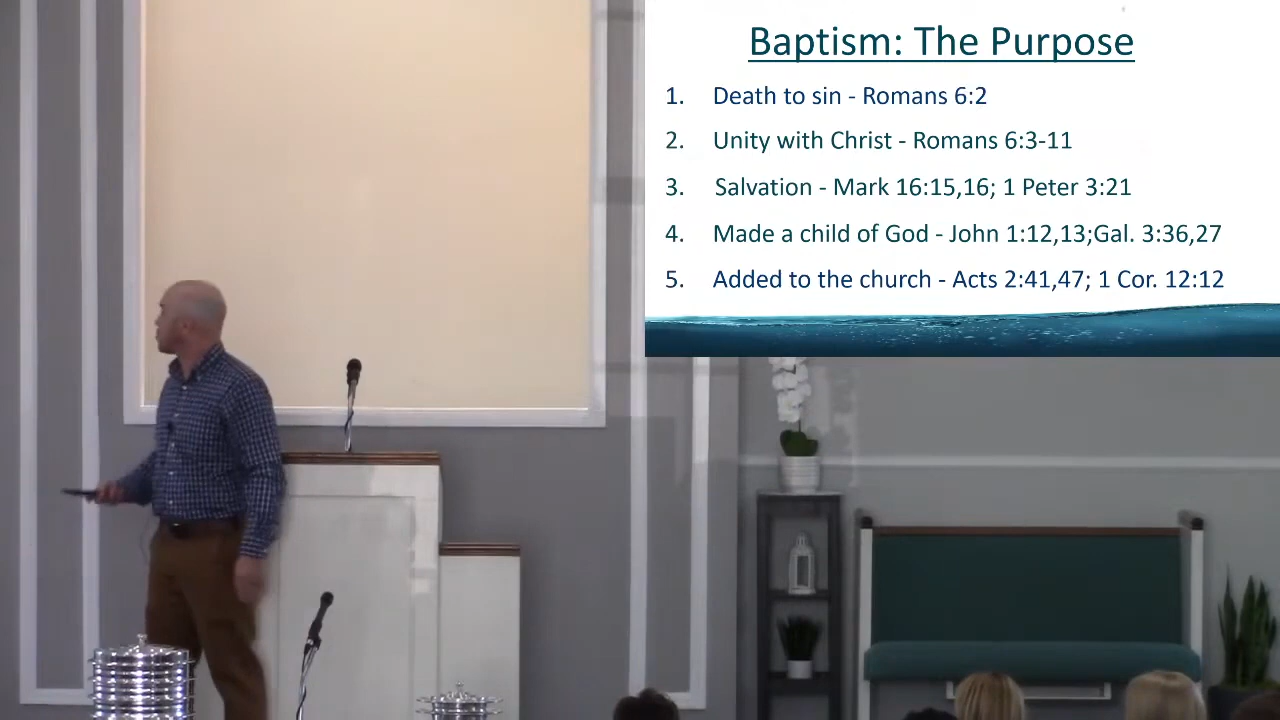 Baptism: The Purpose
1. Death to sin - Romans 6:2
2. Unity with Christ - Romans 6:3-11
3. Salvation - Mark 16:15,16; 1 Peter 3:21
4. Made a child of God - John 1:12,13;Gal. 3:36,27
5. Added to the church - Acts 2:41,47; 1 Cor. 12:12